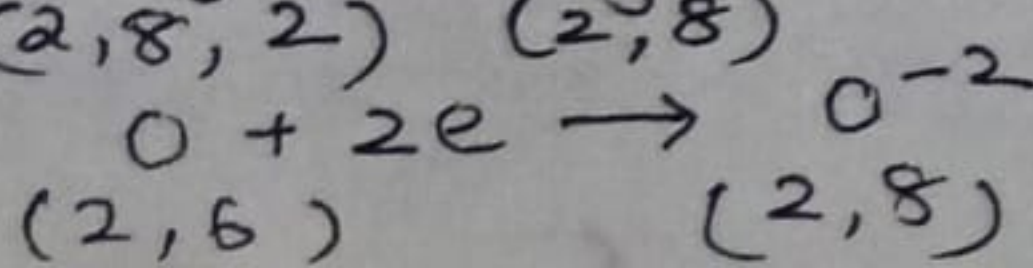 (2,8,2) (2,8)
O + 2e → O⁻²
(2,6) (2,8)